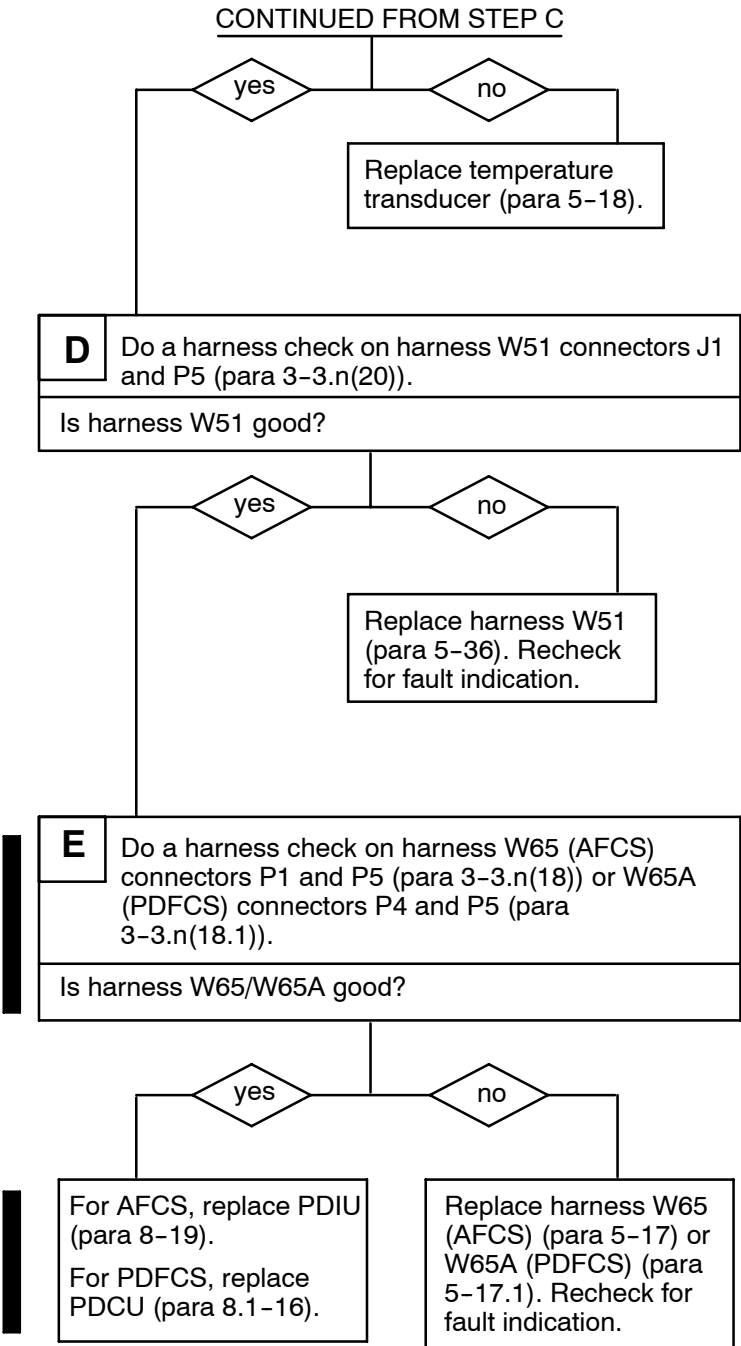 CONTINUED FROM STEP C
yes
no
Replace temperature
transducer (para 5-18).
D
Do a harness check on harness W51 connectors J1
and P5 (para 3-3.n(20)).
Is harness W51 good?
yes
no
Replace harness W51
(para 5-36). Recheck
for fault indication.
E
Do a harness check on harness W65 (AFCS)
connectors P1 and P5 (para 3-3.n(18)) or W65A
(PDFCS) connectors P4 and P5 (para
3-3.n(18.1)).
Is harness W65/W65A good?
yes
no
For AFCS, replace PDIU
(para 8-19).
For PDFCS, replace
PDCU (para 8.1-16).
Replace harness W65
(AFCS) (para 5-17) or
W65A (PDFCS) (para
5-17.1). Recheck for
fault indication.